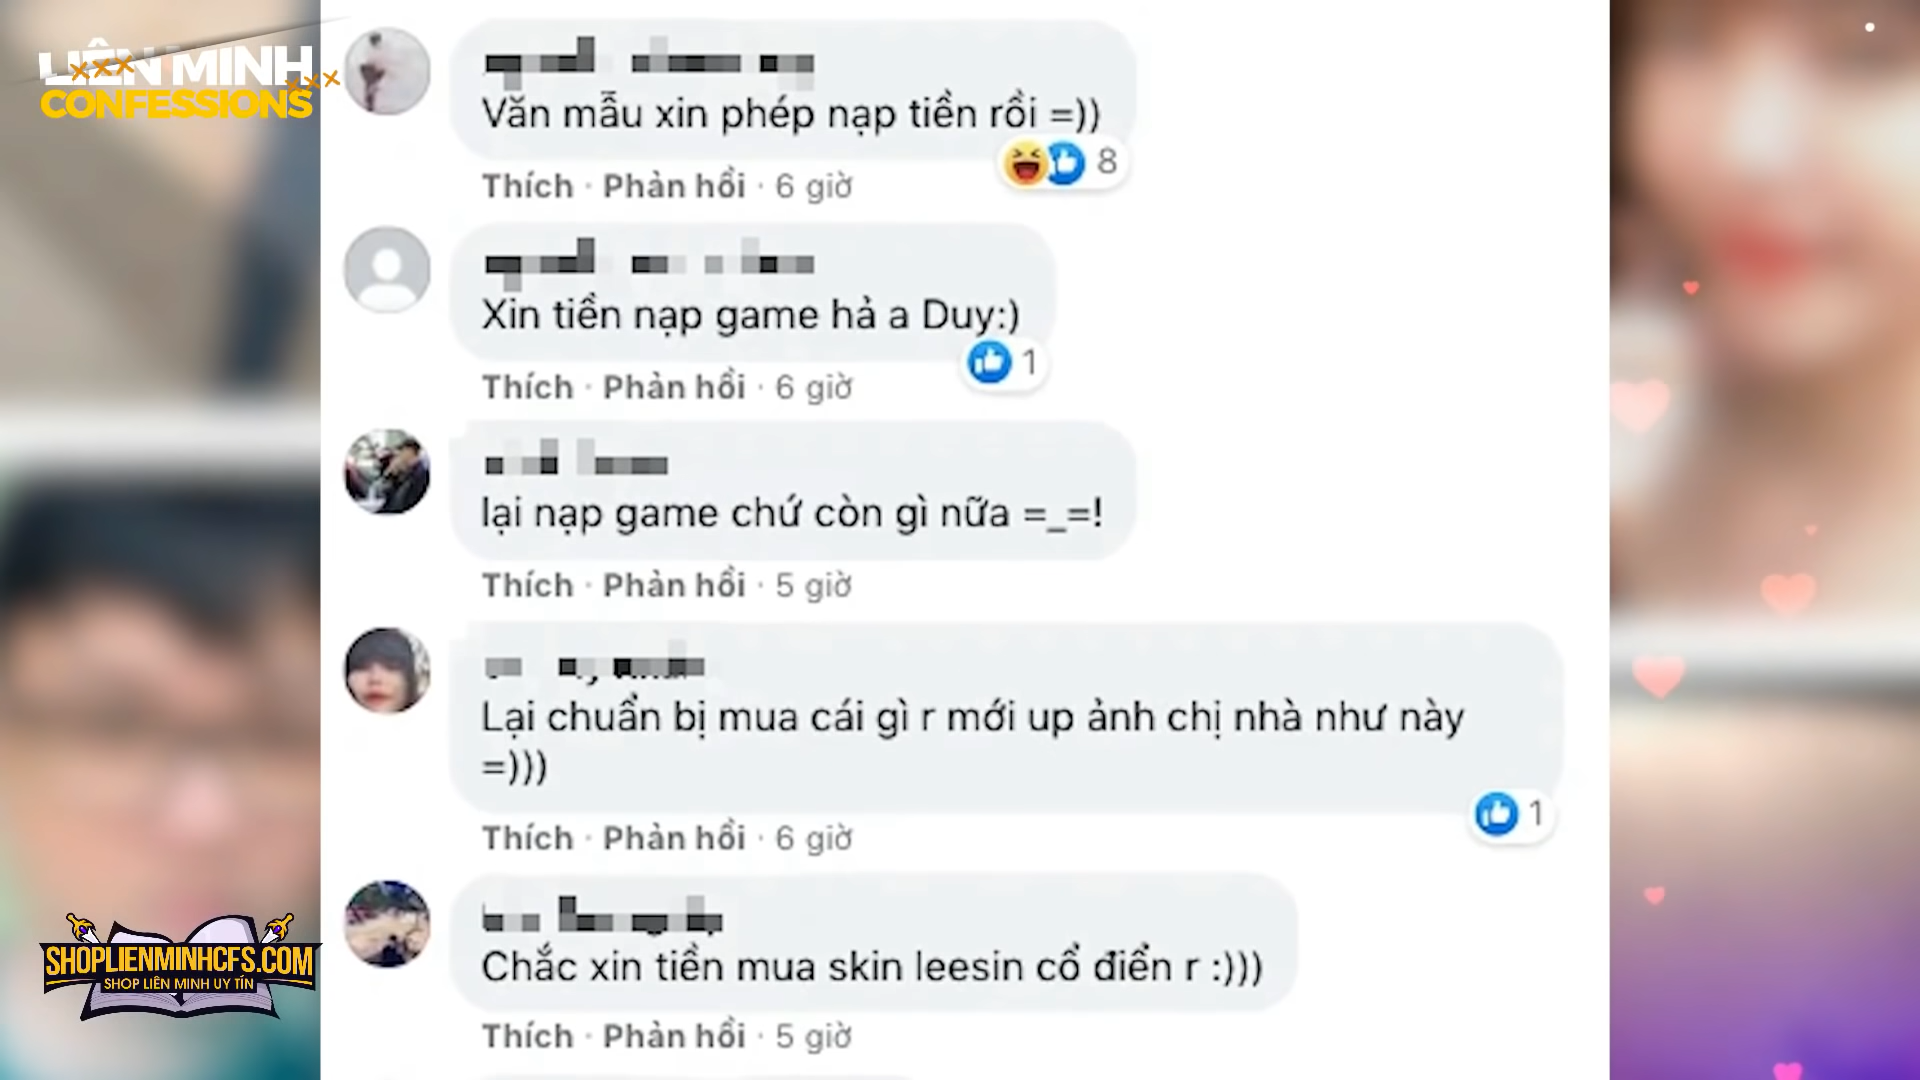 LIÊN MINH
CONFESSIONS
Văn mẫu xin phép nạp tiền rồi =))
8
Thích · Phản hồi · 6 giờ
Xin tiền nạp game hả a Duy:)
1
Thích · Phản hồi · 6 giờ
lại nạp game chứ còn gì nữa =_=!
Thích · Phản hồi · 5 giờ
Lại chuẩn bị mua cái gì r mới up ảnh chị nhà như này
=)))
1
Thích · Phản hồi · 6 giờ
Chắc xin tiền mua skin leesin cổ điển r :)))
Thích · Phản hồi · 5 giờ
SHOPLIENMINHCFS.COM
SHOP LIÊN MINH UY TÍN